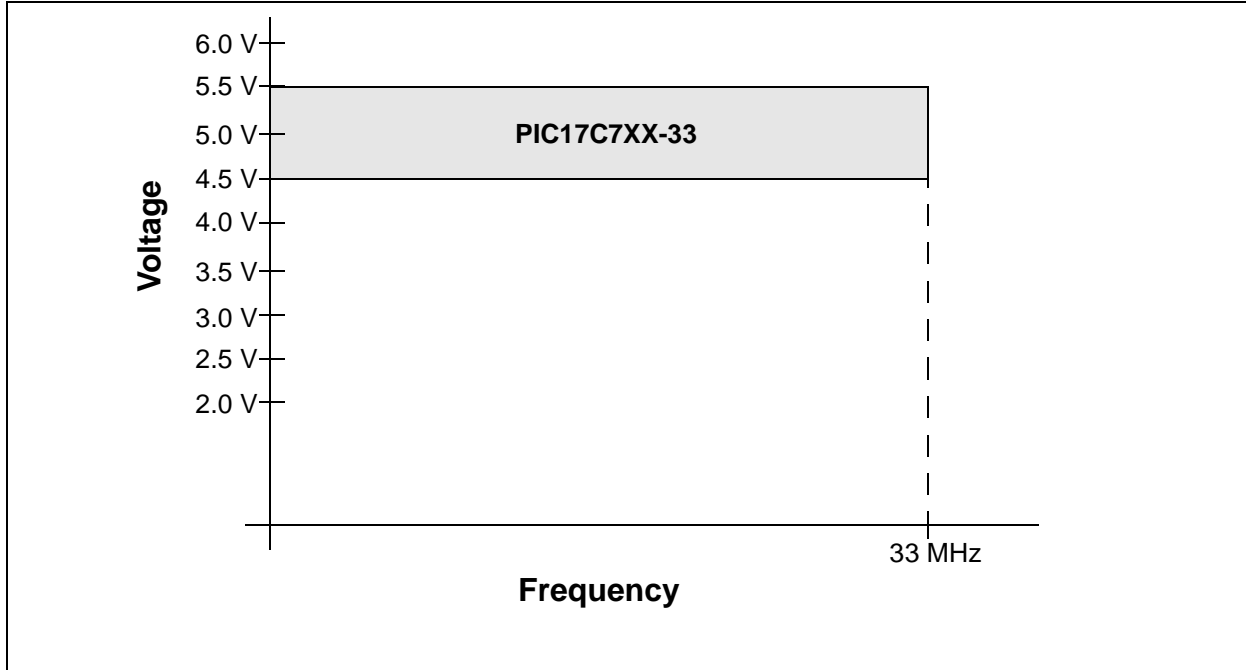 6.0 V
5.5 V
5.0 V
4.5 V
4.0 V
3.5 V
3.0 V
2.5 V
2.0 V
Voltage
PIC17C7XX-33
33 MHz
Frequency